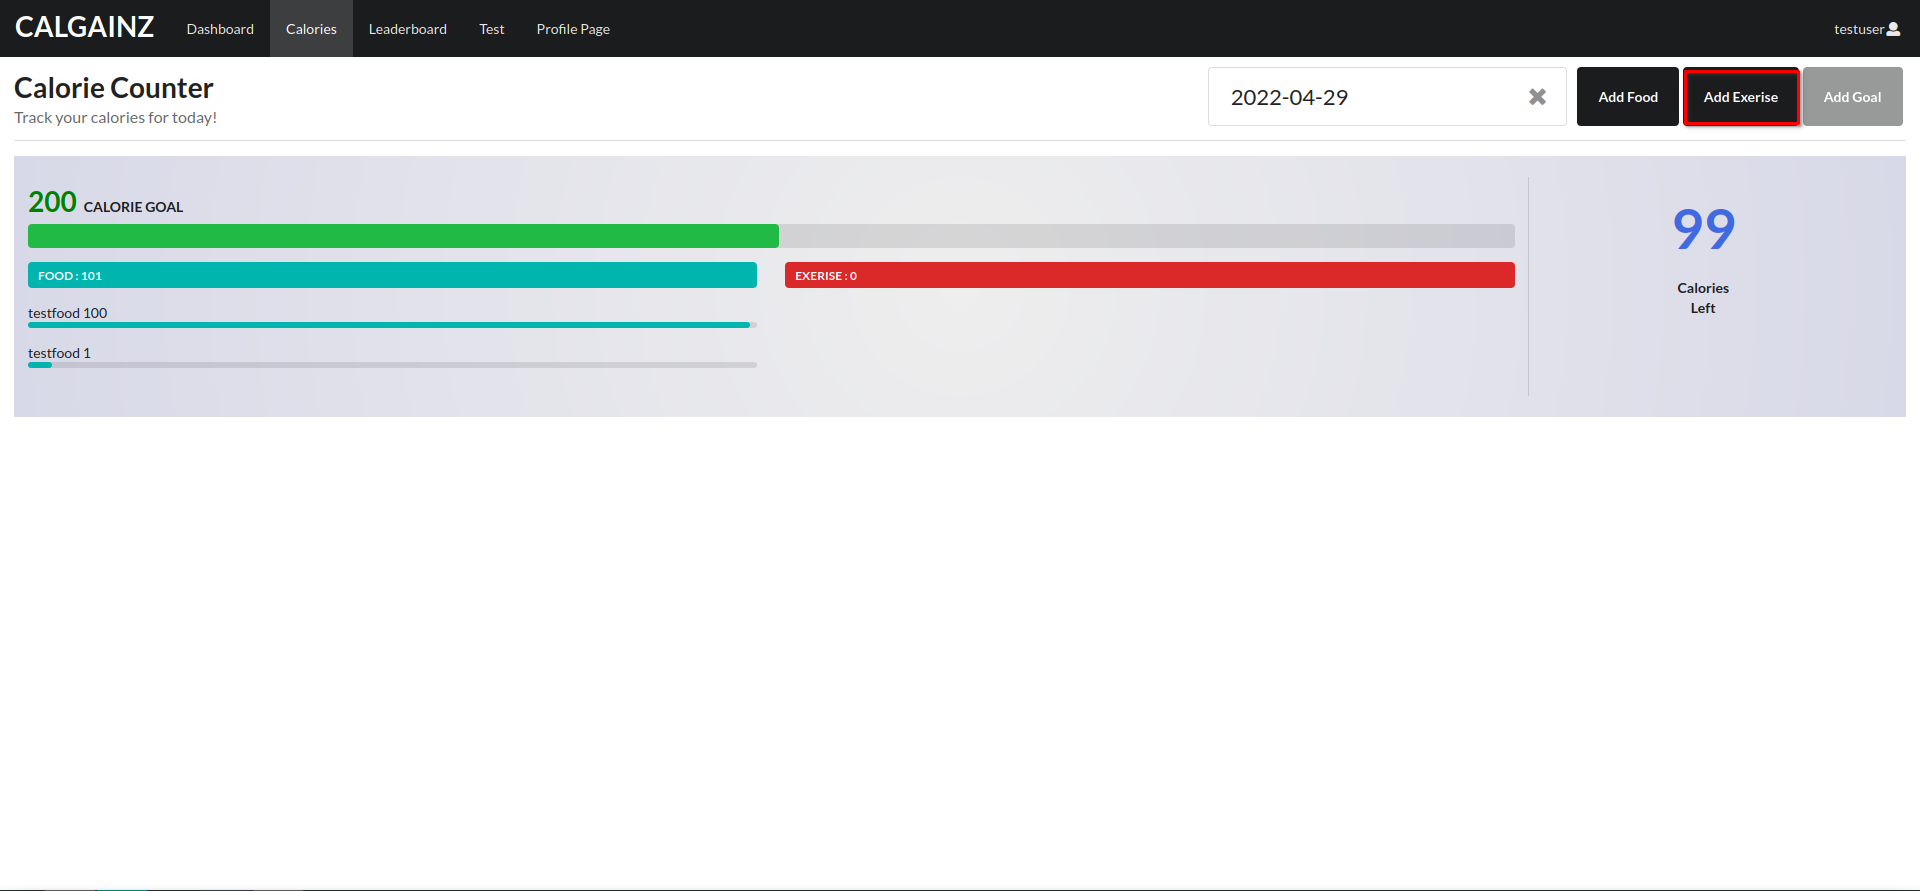 CALGAINZ Dashboard Calories Leaderboard Test Profile Page testuser
Calorie Counter
Track your calories for today!
2022-04-29 Add Food Add Exerise Add Goal
200 CALORIE GOAL
FOOD : 101
EXERISE : 0
testfood 100
testfood 1
99
Calories
Left